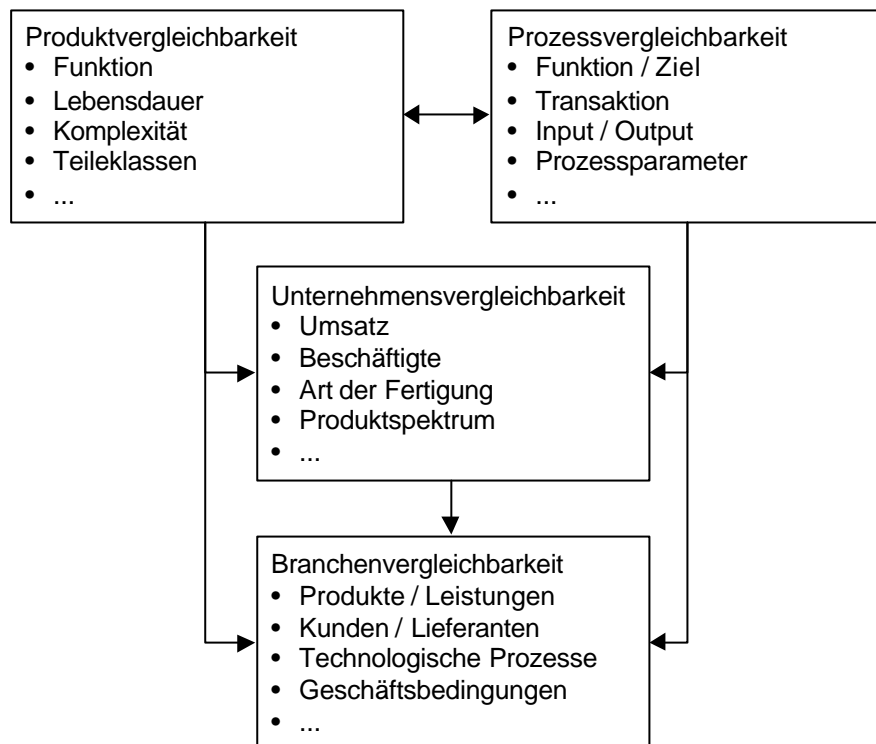 Produktvergleichbarkeit
• Funktion
• Lebensdauer
• Komplexität
• Teileklassen
• ...
Prozessvergleichbarkeit
• Funktion / Ziel
• Transaktion
• Input / Output
• Prozessparameter
• ...
Unternehmensvergleichbarkeit
• Umsatz
• Beschäftigte
• Art der Fertigung
• Produktspektrum
• ...
Branchenvergleichbarkeit
• Produkte / Leistungen
• Kunden / Lieferanten
• Technologische Prozesse
• Geschäftsbedingungen
• ...